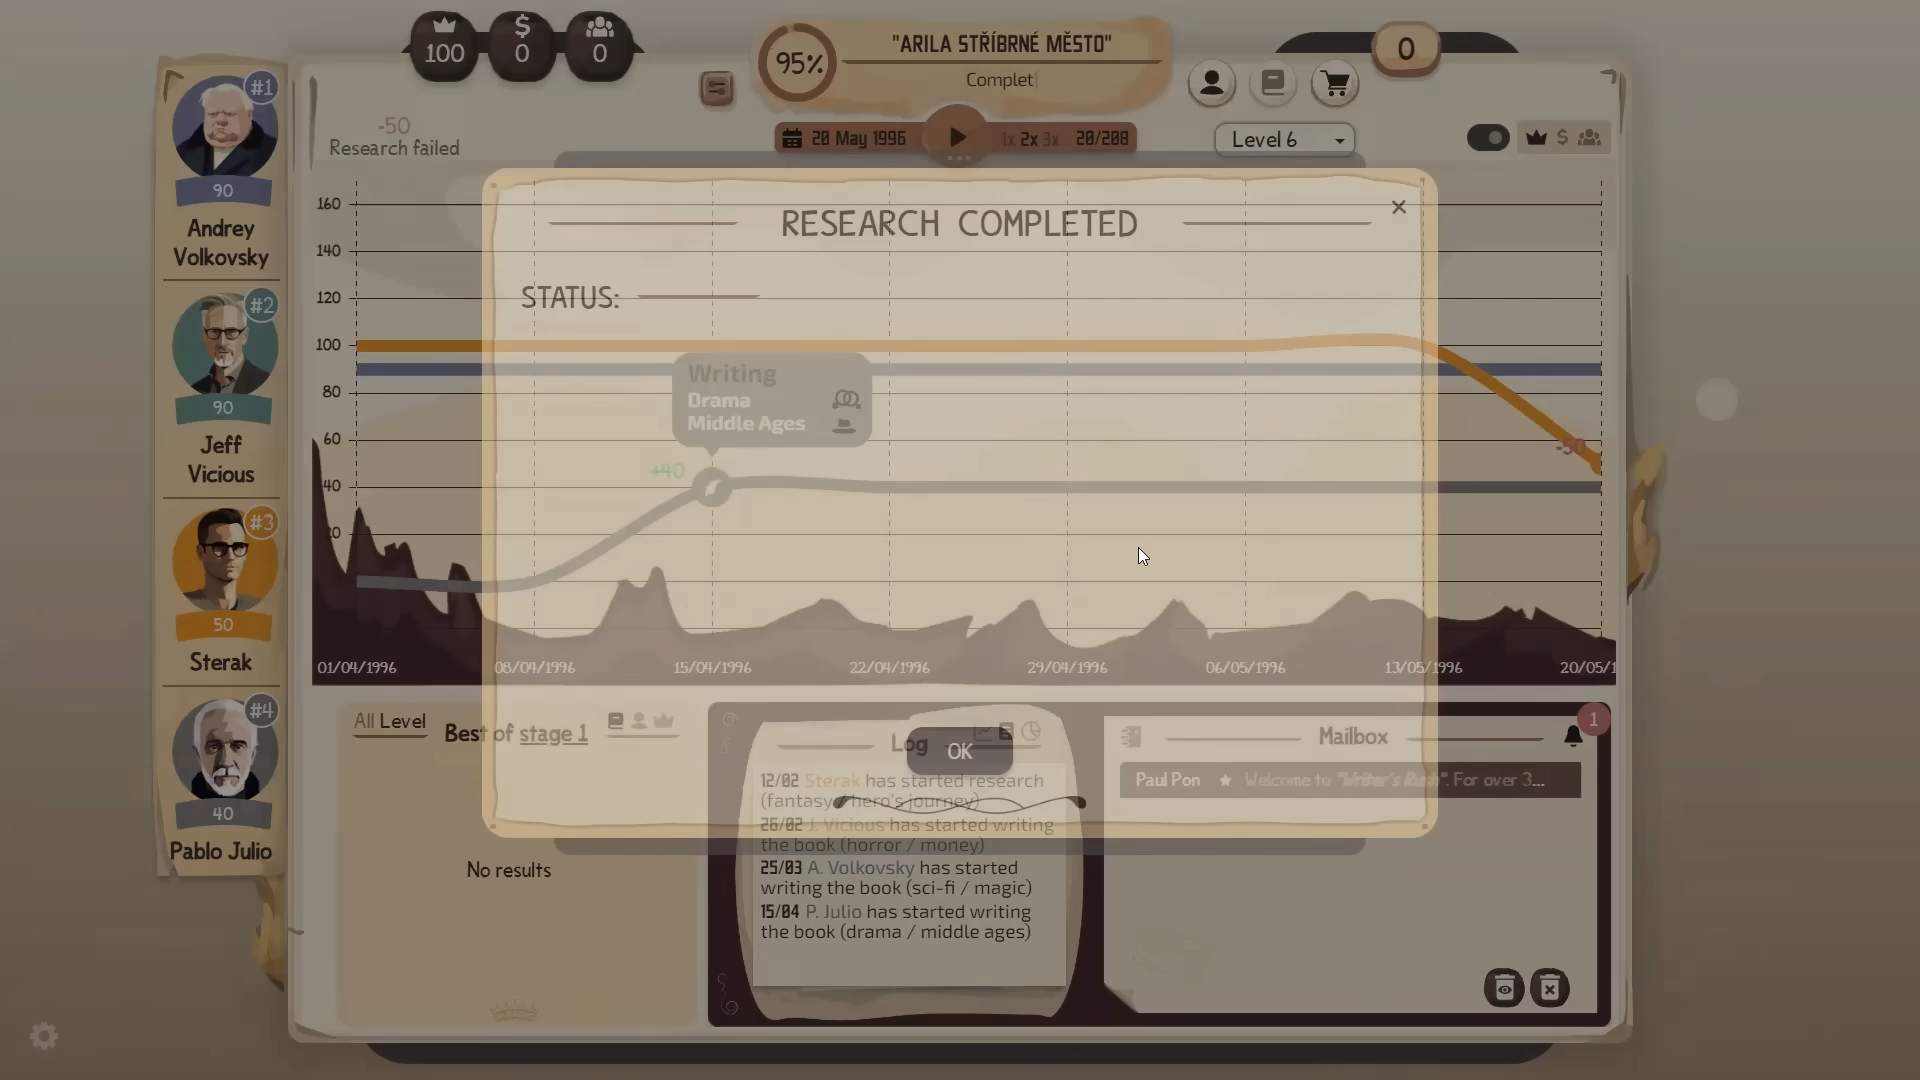 100
$
0
0
95%
"ARILA STŘÍBRNÉ MĚSTO"
Complet
0
-50
Research failed
20 May 1996
1x 2x 3x
20/208
Level 6
$
#1
90
Andrey
Volkovsky
#2
90
Jeff
Vicious
#3
50
Sterak
#4
40
Pablo Julio
RESEARCH COMPLETED
×
STATUS:
160
140
120
100
80
60
40
20
Writing
Drama
Middle Ages
+40
-50
01/04/1996
08/04/1996
15/04/1996
22/04/1996
29/04/1996
06/05/1996
13/05/1996
20/05/1
All Level
Best of stage 1
No results
Log
OK
12/02 Sterak has started research
(fantasy / hero's journey)
26/02 J. Vicious has started writing
the book (horror / money)
25/03 A. Volkovsky has started
writing the book (sci-fi / magic)
15/04 P. Julio has started writing
the book (drama / middle ages)
Mailbox
1
Paul Pon ★ Welcome to "Writer's Rush". For over 3...